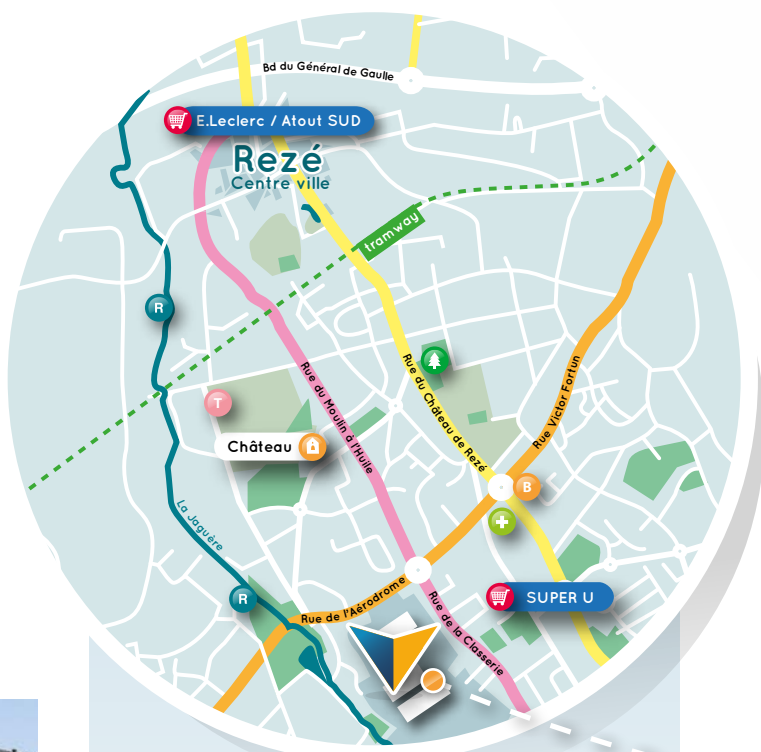 Bd du Général de Gaulle
E.Leclerc / Atout SUD
Rezé
Centre ville
tramway
R
Rue du Moulin à l'Huile
Rue du Château de Rezé
Rue Victor Fortun
T
Château
B
La Jaguère
R
Rue de l'Aérodrome
Rue de la Classerie
SUPER U